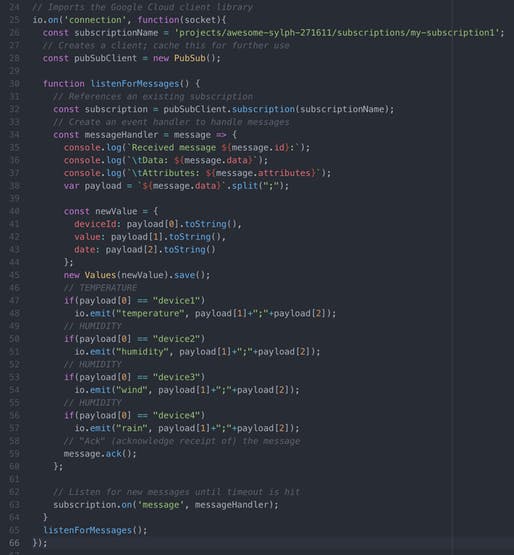 24 // Imports the Google Cloud client library
25 io.on('connection', function(socket){
26 const subscriptionName = 'projects/awesome-sylph-271611/subscriptions/my-subscription1';
27 // Creates a client; cache this for further use
28 const pubSubClient = new PubSub();
29
30 function listenForMessages() {
31 // References an existing subscription
32 const subscription = pubSubClient.subscription(subscriptionName);
33 // Create an event handler to handle messages
34 const messageHandler = message => {
35 console.log(`Received message ${message.id}:`);
36 console.log(`\tData: ${message.data}`);
37 console.log(`\tAttributes: ${message.attributes}`);
38 var payload = `${message.data}`.split(";");
39
40 const newValue = {
41 deviceId: payload[0].toString(),
42 value: payload[1].toString(),
43 date: payload[2].toString()
44 };
45 new Values(newValue).save();
46 // TEMPERATURE
47 if(payload[0] == "device1")
48 io.emit("temperature", payload[1]+";"+payload[2]);
49 // HUMIDITY
50 if(payload[0] == "device2")
51 io.emit("humidity", payload[1]+";"+payload[2]);
52 // HUMIDITY
53 if(payload[0] == "device3")
54 io.emit("wind", payload[1]+";"+payload[2]);
55 // HUMIDITY
56 if(payload[0] == "device4")
57 io.emit("rain", payload[1]+";"+payload[2]);
58 // "Ack" (acknowledge receipt of) the message
59 message.ack();
60 };
61
62 // Listen for new messages until timeout is hit
63 subscription.on('message', messageHandler);
64 }
65 listenForMessages();
66 });